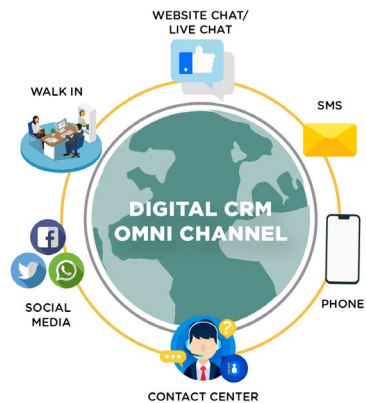 WEBSITE CHAT/
LIVE CHAT
WALK IN
SMS
DIGITAL CRM
OMNI CHANNEL
PHONE
SOCIAL
MEDIA
CONTACT CENTER